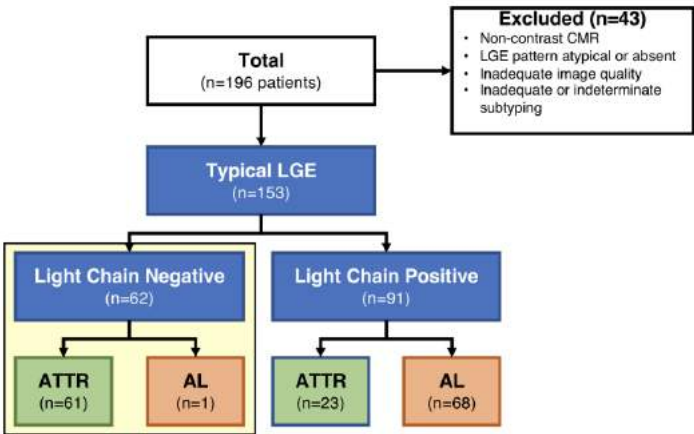 Excluded (n=43)
• Non-contrast CMR
• LGE pattern atypical or absent
• Inadequate image quality
• Inadequate or indeterminate
subtyping
Total
(n=196 patients)
Typical LGE
(n=153)
Light Chain Negative
(n=62)
Light Chain Positive
(n=91)
ATTR
(n=61)
AL
(n=1)
ATTR
(n=23)
AL
(n=68)